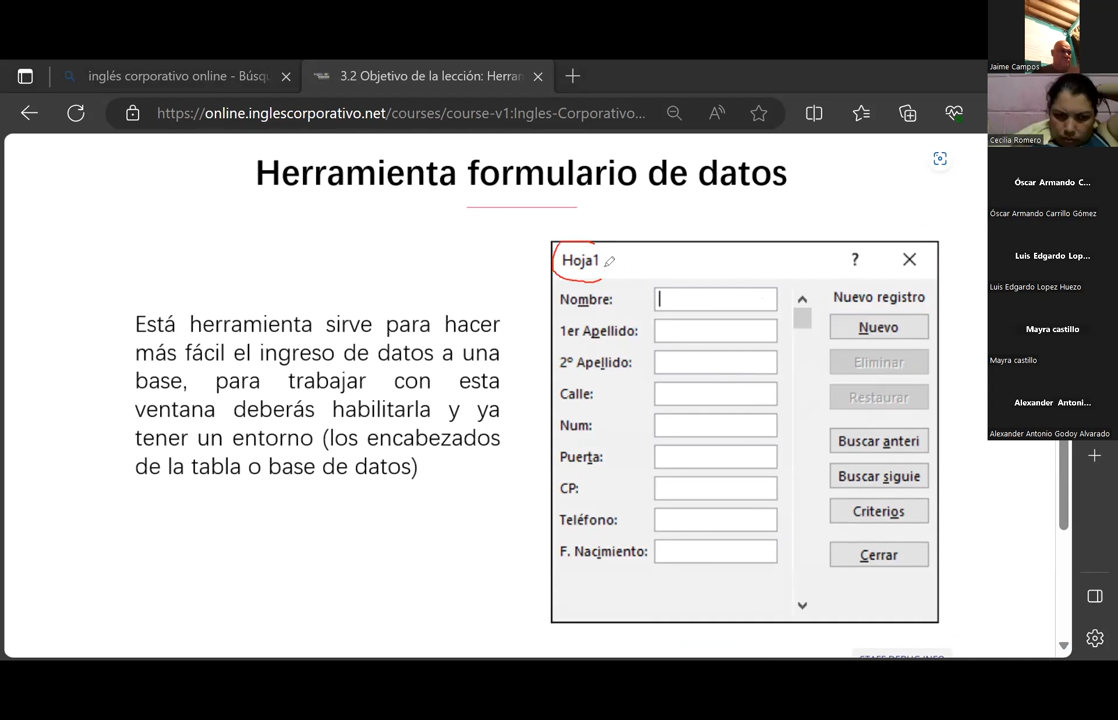 inglés corporativo online - Búsq
3.2 Objetivo de la lección: Herran
https://online.inglescorporativo.net/courses/course-v1:Ingles-Corporativo...
Herramienta formulario de datos
Está herramienta sirve para hacer
más fácil el ingreso de datos a una
base, para trabajar con esta
ventana deberás habilitarla y ya
tener un entorno (los encabezados
de la tabla o base de datos)
Hoja1
?
Nombre:
1er Apellido:
2º Apellido:
Calle:
Num:
Puerta:
CP:
Teléfono:
F. Nacimiento:
Nuevo registro
Nuevo
Eliminar
Restaurar
Buscar anteri
Buscar siguie
Criterios
Cerrar
STAFF DEBUG INFO
Jaime Campos
Cecilia Romero
Óscar Armando C...
Óscar Armando Carrillo Gómez
Luis Edgardo Lop...
Luis Edgardo Lopez Huezo
Mayra castillo
Mayra castillo
Alexander Antoni...
Alexander Antonio Godoy Alvarado